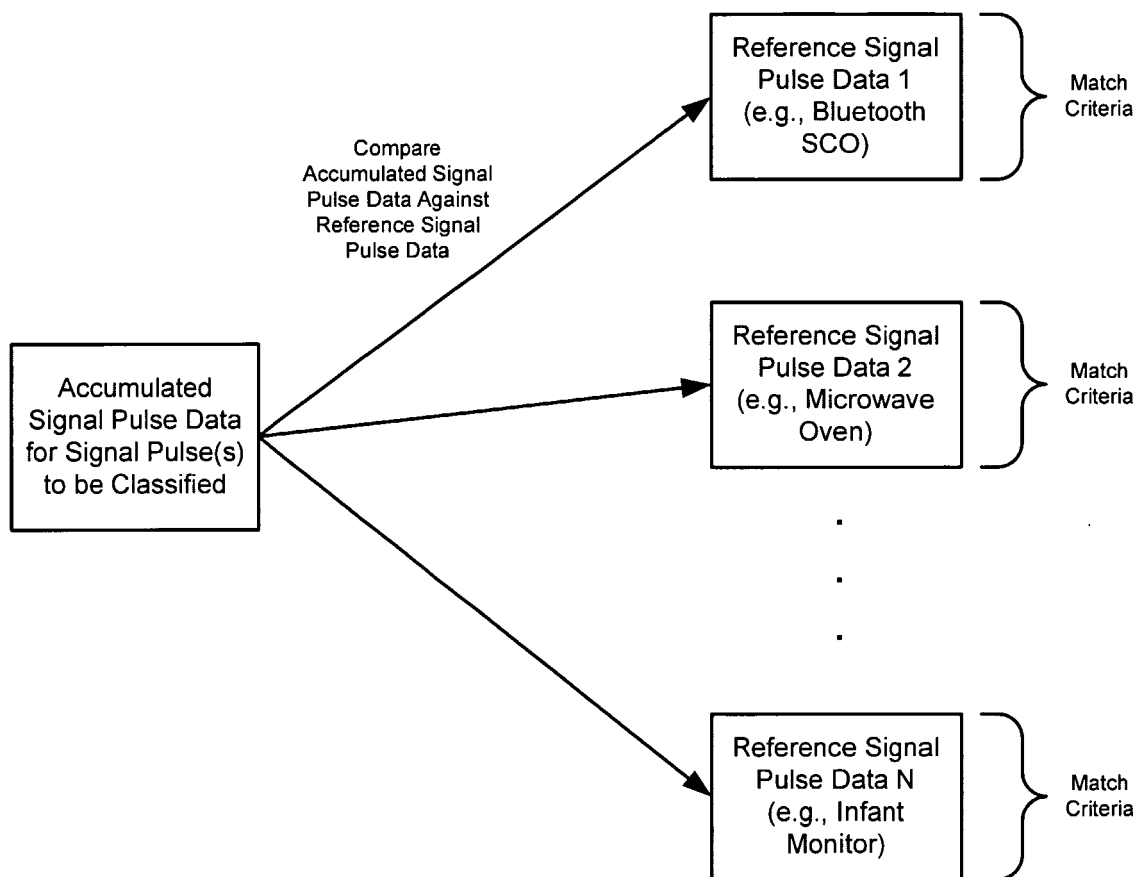 Reference Signal
Pulse Data 1
(e.g., Bluetooth
SCO)
Match
Criteria
Compare
Accumulated Signal
Pulse Data Against
Reference Signal
Pulse Data
Reference Signal
Pulse Data 2
(e.g., Microwave
Oven)
Match
Criteria
Accumulated
Signal Pulse Data
for Signal Pulse(s)
to be Classified
Reference Signal
Pulse Data N
(e.g., Infant
Monitor)
Match
Criteria